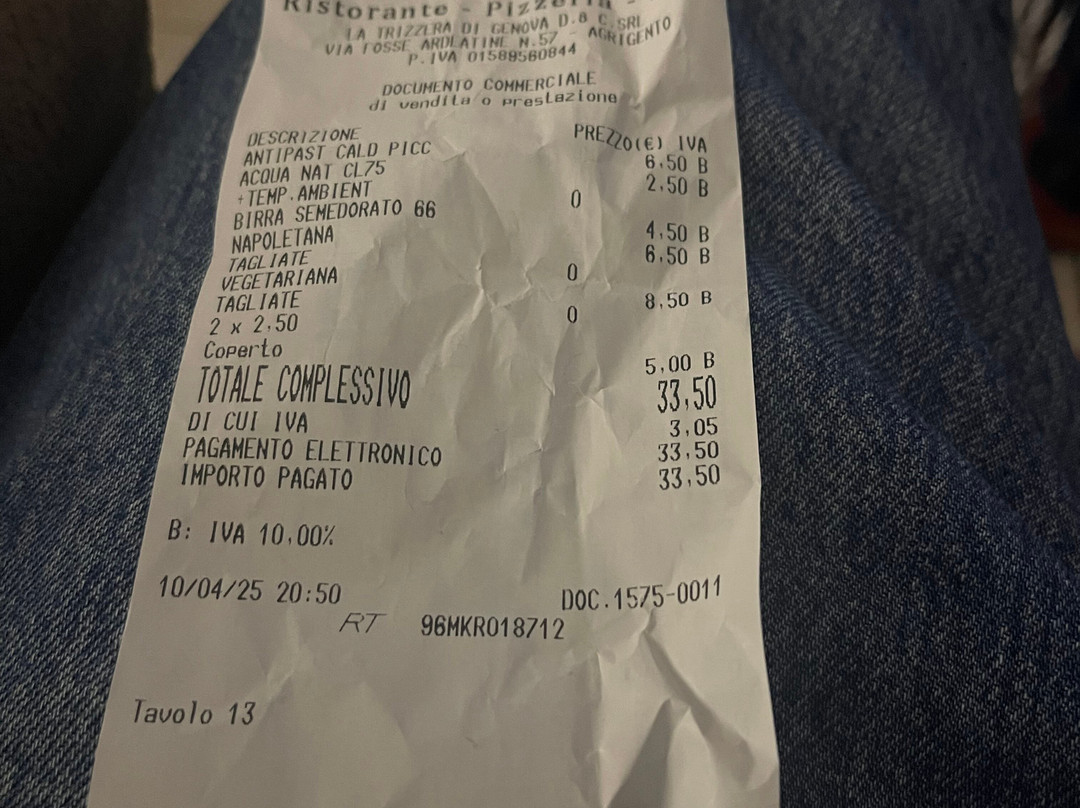 Ristorante - Pizzeria -
LA TRIZZERA DI GENOVA D.& C. SRL
VIA FOSSE ARDEATINE N.57 - AGRIGENTO
P.IVA 01589560844
DOCUMENTO COMMERCIALE
di vendita o prestazione
DESCRIZIONE PREZZO(€) IVA
ANTIPAST CALD PICC 6,50 B
ACQUA NAT CL75 2,50 B
+TEMP.AMBIENT 0
BIRRA SEMEDORATO 66 4,50 B
NAPOLETANA 6,50 B
TAGLIATE 0
VEGETARIANA 8,50 B
TAGLIATE 0
2 x 2,50
Coperto 5,00 B
TOTALE COMPLESSIVO 33,50
DI CUI IVA 3,05
PAGAMENTO ELETTRONICO 33,50
IMPORTO PAGATO 33,50
B: IVA 10,00%
10/04/25 20:50 DOC.1575-0011
RT 96MKR018712
Tavolo 13